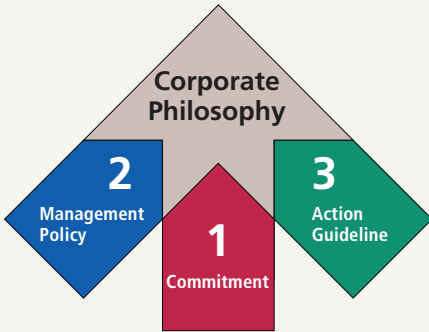 Corporate
Philosophy
2
Management
Policy
1
Commitment
3
Action
Guideline